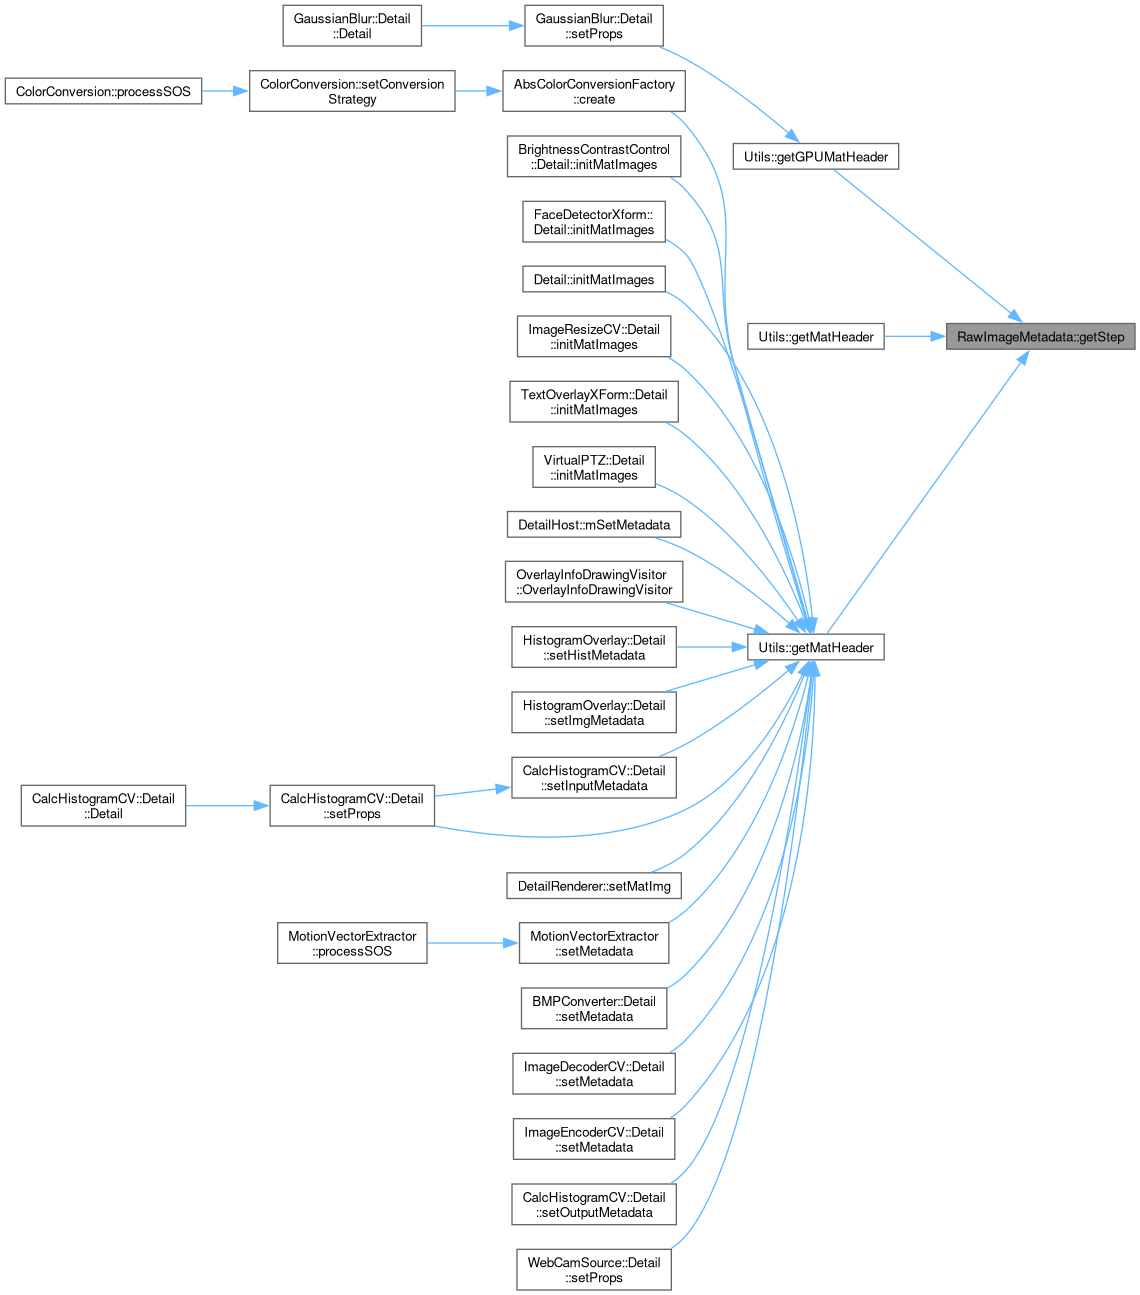 GaussianBlur::Detail
::Detail
GaussianBlur::Detail
::setProps
ColorConversion::processSOS
ColorConversion::setConversion
Strategy
AbsColorConversionFactory
::create
BrightnessContrastControl
::Detail::initMatImages
Utils::getGPUMatHeader
FaceDetectorXform::
Detail::initMatImages
Detail::initMatImages
ImageResizeCV::Detail
::initMatImages
Utils::getMatHeader
RawImageMetadata::getStep
TextOverlayXForm::Detail
::initMatImages
VirtualPTZ::Detail
::initMatImages
DetailHost::mSetMetadata
OverlayInfoDrawingVisitor
::OverlayInfoDrawingVisitor
HistogramOverlay::Detail
::setHistMetadata
Utils::getMatHeader
HistogramOverlay::Detail
::setImgMetadata
CalcHistogramCV::Detail
::setInputMetadata
CalcHistogramCV::Detail
::Detail
CalcHistogramCV::Detail
::setProps
DetailRenderer::setMatImg
MotionVectorExtractor
::processSOS
MotionVectorExtractor
::setMetadata
BMPConverter::Detail
::setMetadata
ImageDecoderCV::Detail
::setMetadata
ImageEncoderCV::Detail
::setMetadata
CalcHistogramCV::Detail
::setOutputMetadata
WebCamSource::Detail
::setProps